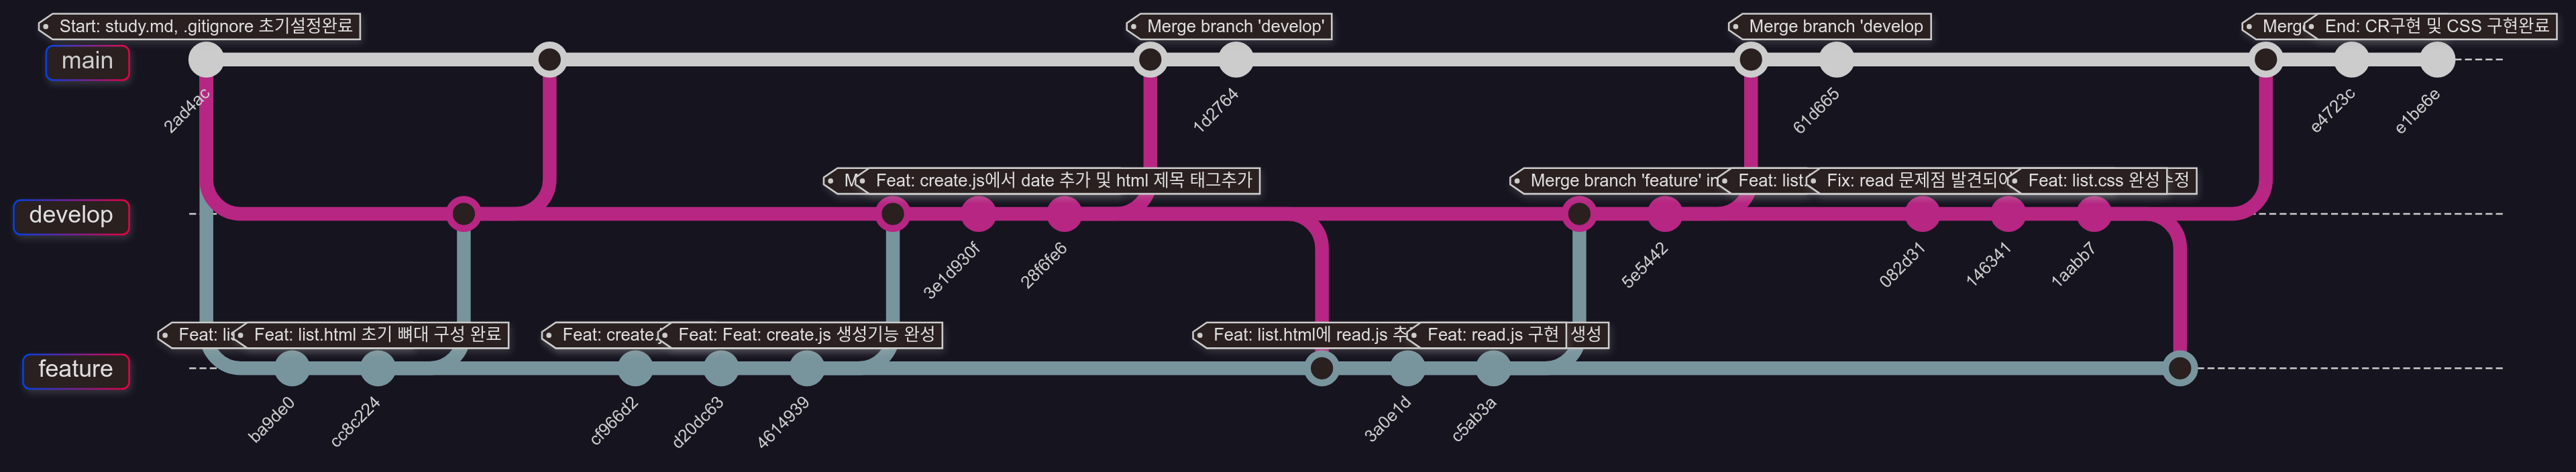 Start: study.md, .gitignore 초기설정완료
Merge branch 'develop'
Merge branch 'develop
Merg
End: CR구현 및 CSS 구현완료
main
2ad4ac
1d2764
61d665
e4723c
e1be6e
M
Feat: create.js에서 date 추가 및 html 제목 태그추가
Merge branch 'feature' in
Feat: list.
Fix: read 문제점 발견되어
Feat: list.css 완성
정
develop
3e1d930f
28f6fe6
5e5442
082d31
146341
1aabb7
Feat: lis
Feat: list.html 초기 뼈대 구성 완료
Feat: create.j
Feat: Feat: create.js 생성기능 완성
Feat: list.html에 read.js 추
Feat: read.js 구현
생성
feature
ba9de0
cc8c224
cf966d2
d20dc63
4614939
3a0e1d
c5ab3a